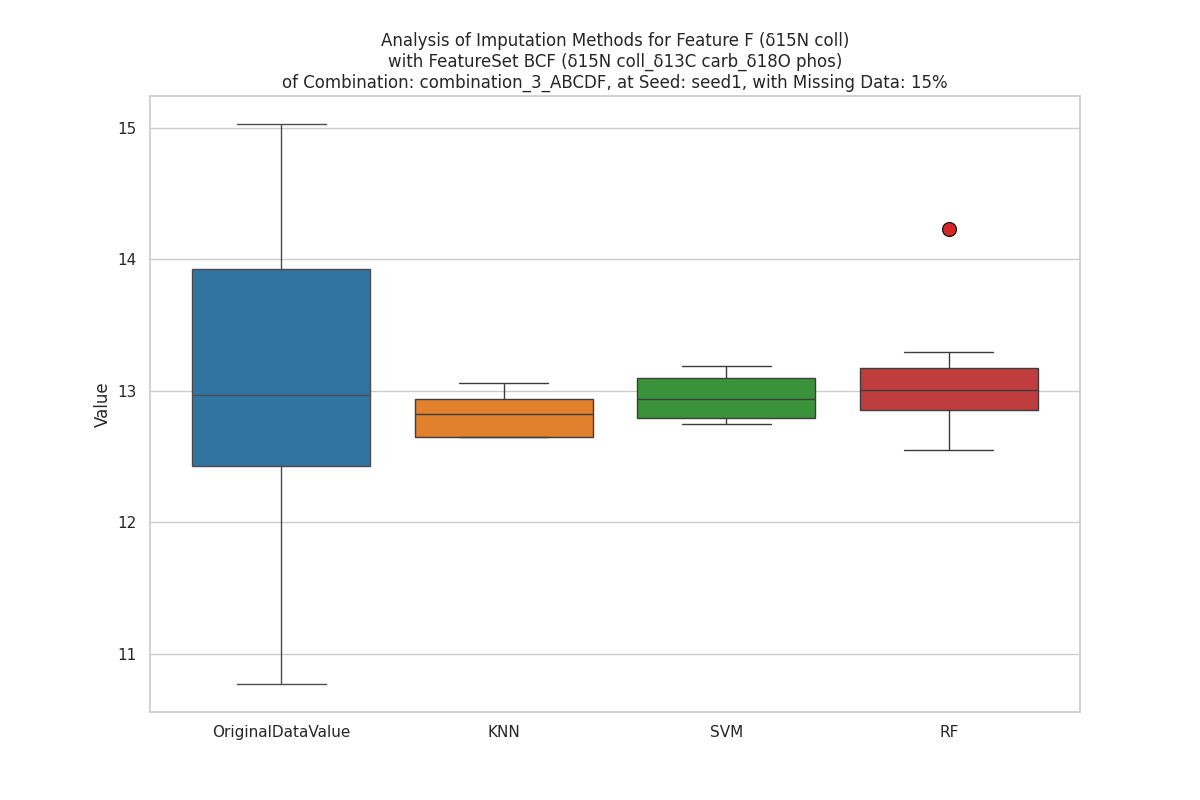 Analysis of Imputation Methods for Feature F (δ15N coll)
with FeatureSet BCF (δ15N coll_δ13C carb_δ18O phos)
of Combination: combination_3_ABCDF, at Seed: seed1, with Missing Data: 15%
15
14
13
12
11
Value
OriginalDataValue
KNN
SVM
RF